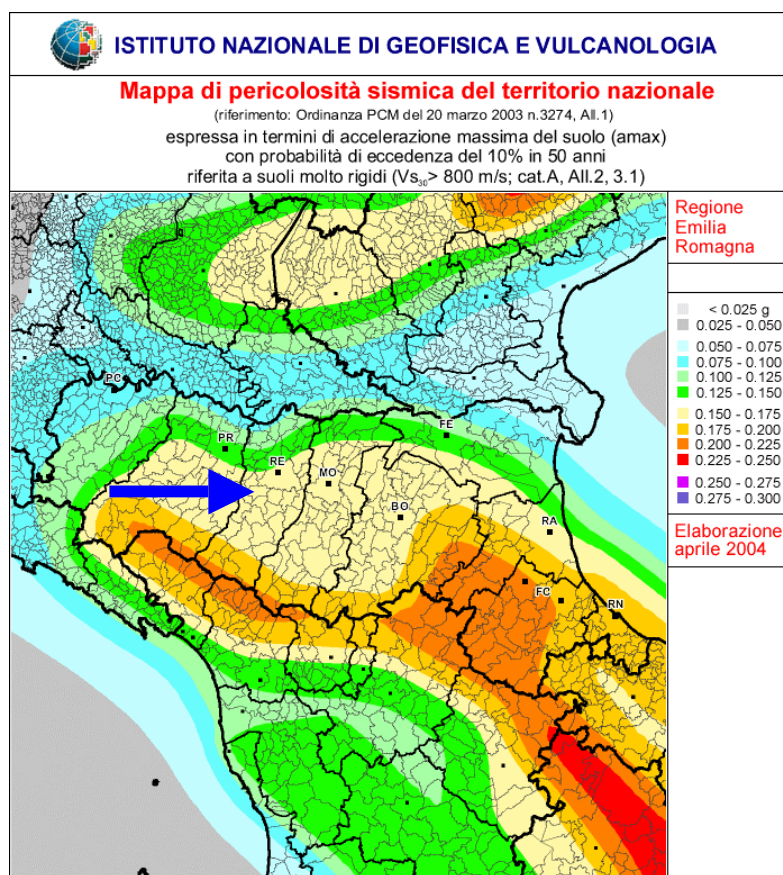 ISTITUTO NAZIONALE DI GEOFISICA E VULCANOLOGIA
Mappa di pericolosità sismica del territorio nazionale
(riferimento: Ordinanza PCM del 20 marzo 2003 n.3274, All.1)
espressa in termini di accelerazione massima del suolo (amax)
con probabilità di eccedenza del 10% in 50 anni
riferita a suoli molto rigidi (Vs30> 800 m/s; cat.A, All.2, 3.1)
Regione
Emilia
Romagna
< 0.025 g
0.025 - 0.050
0.050 - 0.075
0.075 - 0.100
0.100 - 0.125
0.125 - 0.150
0.150 - 0.175
0.175 - 0.200
0.200 - 0.225
0.225 - 0.250
0.250 - 0.275
0.275 - 0.300
Elaborazione
aprile 2004
PC
PR
FE
RE
MO
BO
RA
FC
RN